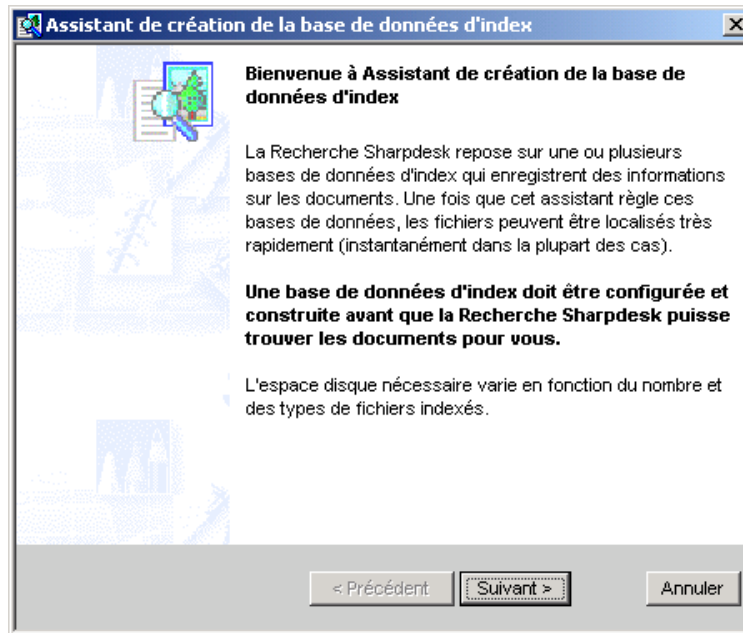 Assistant de création de la base de données d'index
Bienvenue à Assistant de création de la base de
données d'index
La Recherche Sharpdesk repose sur une ou plusieurs
bases de données d'index qui enregistrent des informations
sur les documents. Une fois que cet assistant règle ces
bases de données, les fichiers peuvent être localisés très
rapidement (instantanément dans la plupart des cas).
Une base de données d'index doit être configurée et
construite avant que la Recherche Sharpdesk puisse
trouver les documents pour vous.
L'espace disque nécessaire varie en fonction du nombre et
des types de fichiers indexés.
< Précédent Suivant > Annuler